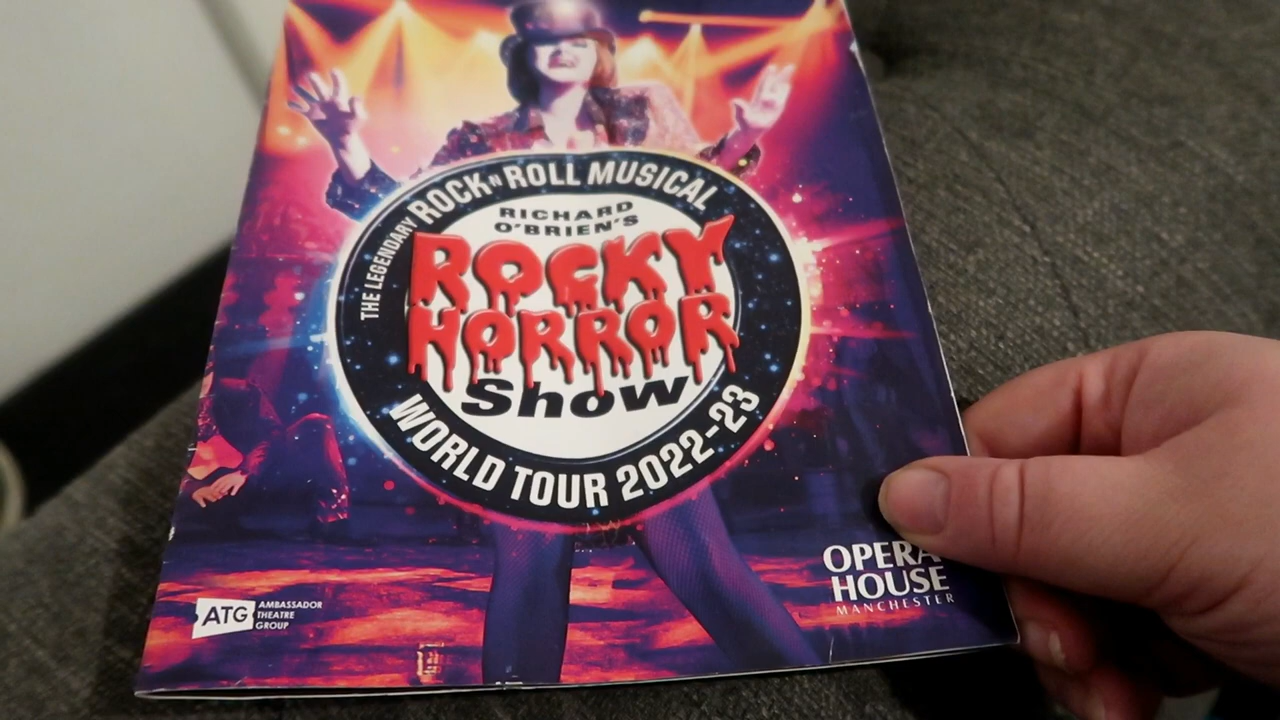 THE LEGENDARY ROCK N ROLL MUSICAL
RICHARD
O'BRIEN'S
ROCKY
HORROR
Show
WORLD TOUR 2022-23
OPERA
HOUSE
MANCHESTER
ATG
AMBASSADOR
THEATRE
GROUP